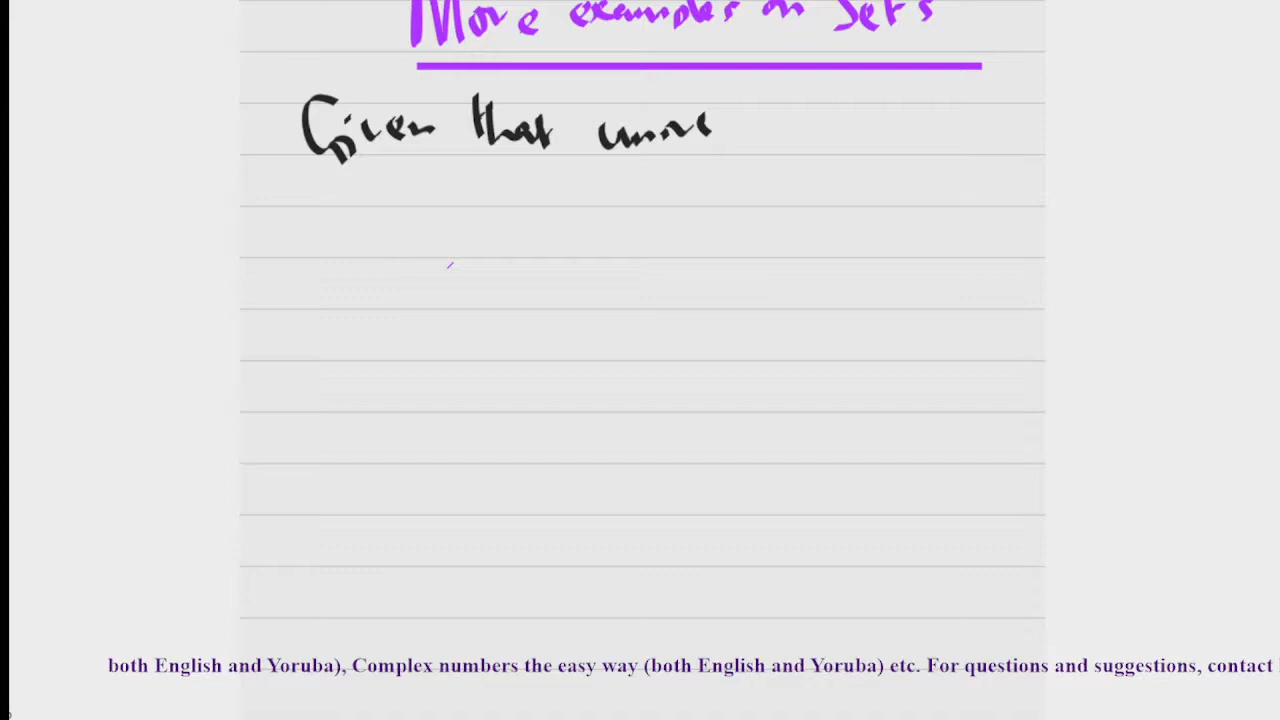 More examples on Sets
Given that
both English and Yoruba), Complex numbers the easy way (both English and Yoruba) etc. For questions and suggestions, contact